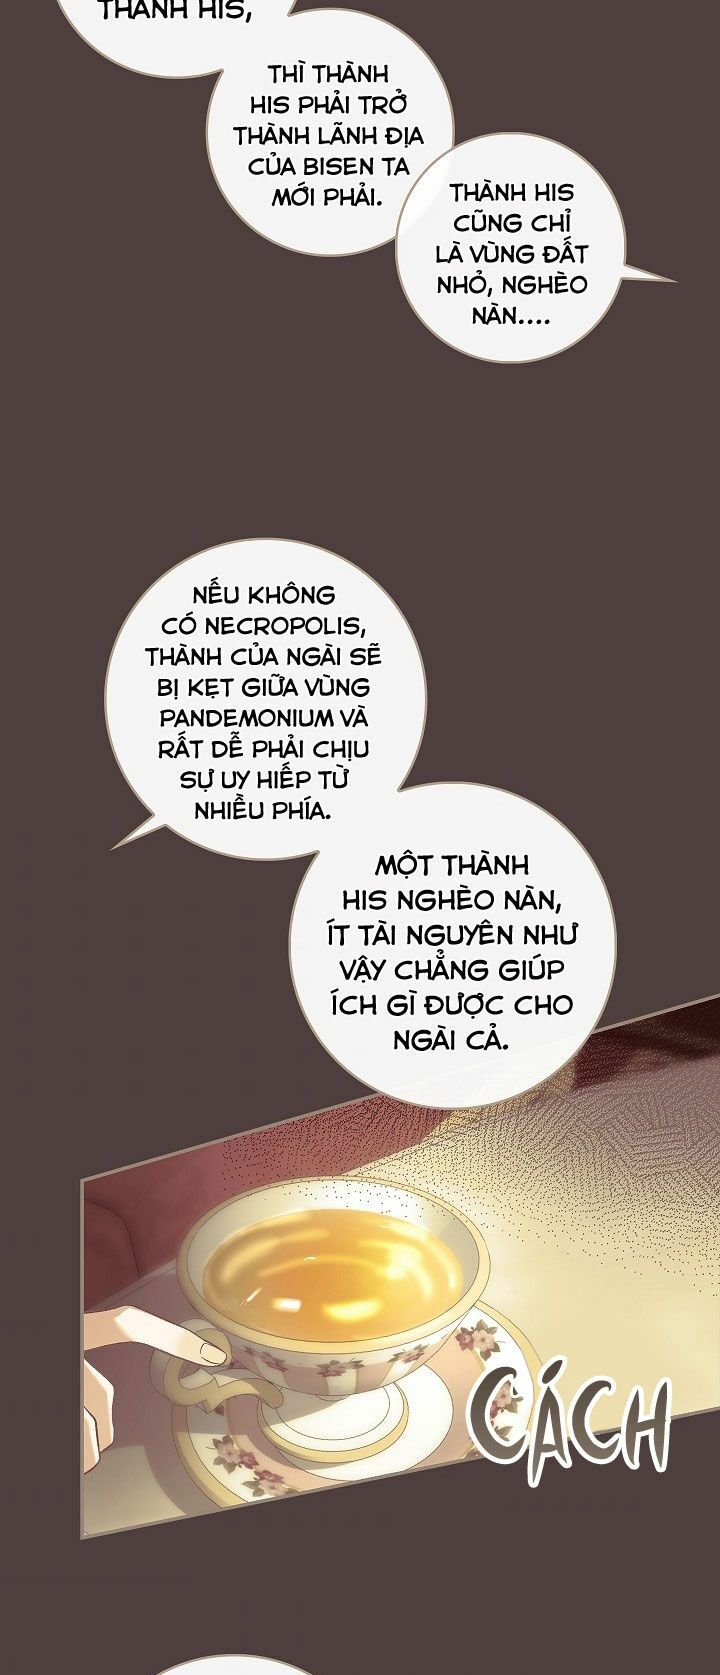 THÀNH HIS,
THÌ THÀNH
HIS PHẢI TRỞ
THÀNH LÃNH ĐỊA
CỦA BISEN TA
MỚI PHẢI.
THÀNH HIS
CŨNG CHỈ
LÀ VÙNG ĐẤT
NHỎ, NGHÈO
NÀN....
NẾU KHÔNG
CÓ NECROPOLIS,
THÀNH CỦA NGÀI SẼ
BỊ KẸT GIỮA VÙNG
PANDEMONIUM VÀ
RẤT DỄ PHẢI CHỊU
SỰ UY HIẾP TỪ
NHIỀU PHÍA.
MỘT THÀNH
HIS NGHÈO NÀN,
ÍT TÀI NGUYÊN NHƯ
VẬY CHẲNG GIÚP
ÍCH GÌ ĐƯỢC CHO
NGÀI CẢ.
CÁCH